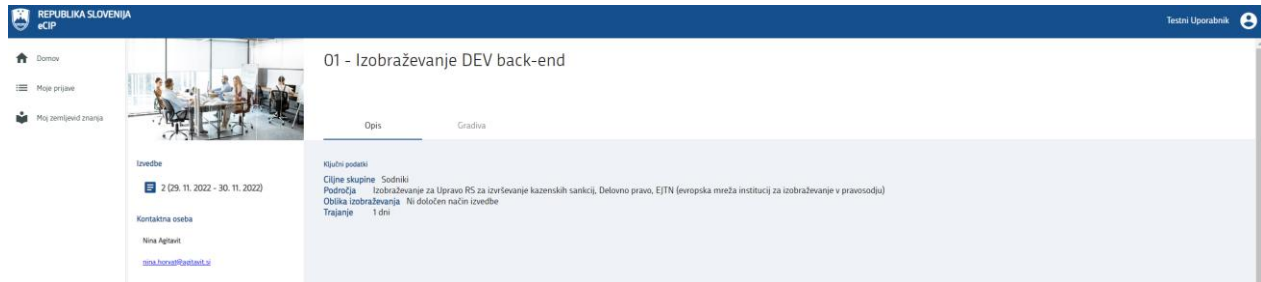 REPUBLIKA SLOVENIJA
eCIP
Testni Uporabnik
Domov
Moje prijave
Moj zemljevid znanja
01 - Izobraževanje DEV back-end
Opis
Gradiva
Izvedbe
2 (29. 11. 2022 - 30. 11. 2022)
Kontaktna oseba
Nina Agitavit
nina.horvat@agitavit.si
Ključni podatki
Ciljne skupine Sodniki
Področja Izobraževanje za Upravo RS za izvrševanje kazenskih sankcij, Delovno pravo, EJTN (evropska mreža institucij za izobraževanje v pravosodju)
Oblika izobraževanja Ni določen način izvedbe
Trajanje 1 dni